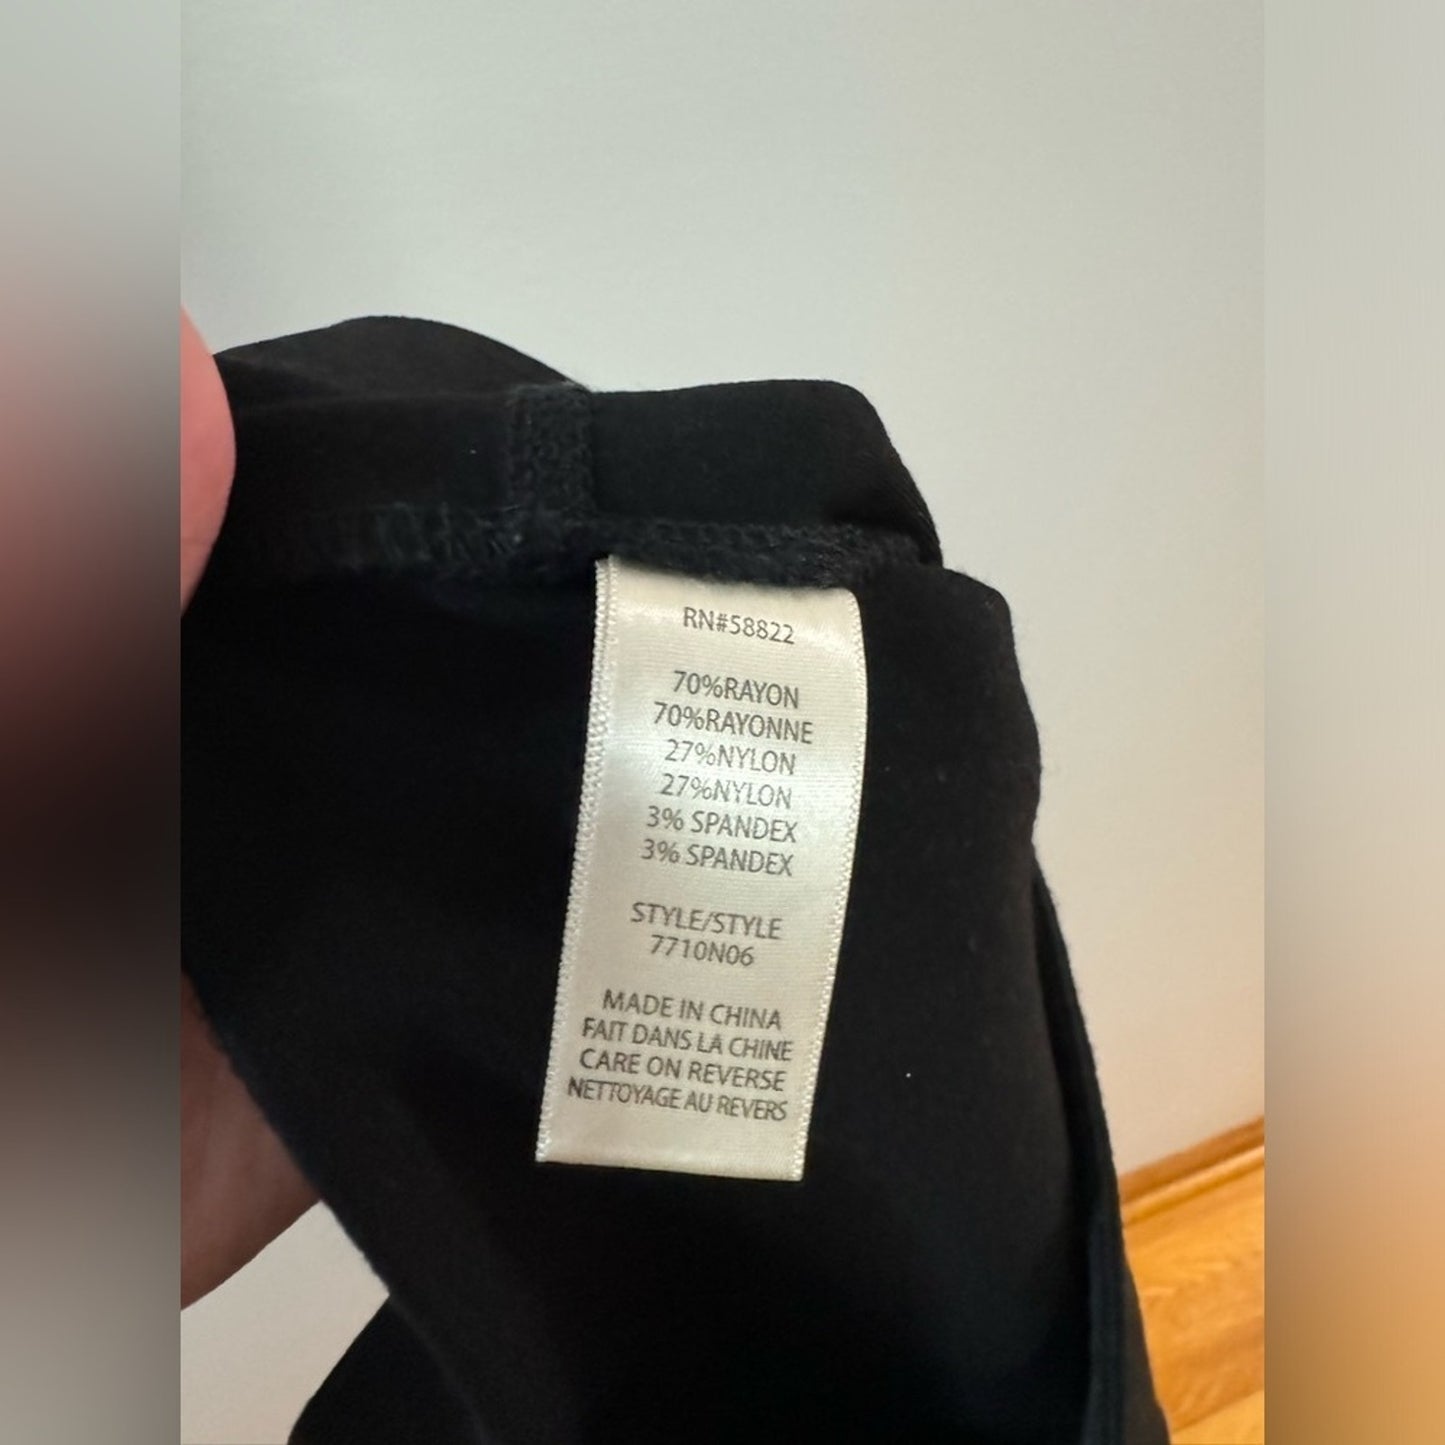 RN#58822
70%RAYON
70%RAYONNE
27%NYLON
27%NYLON
3% SPANDEX
3% SPANDEX
STYLE/STYLE
7710N06
MADE IN CHINA
FAIT DANS LA CHINE
CARE ON REVERSE
NETTOYAGE AU REVERS